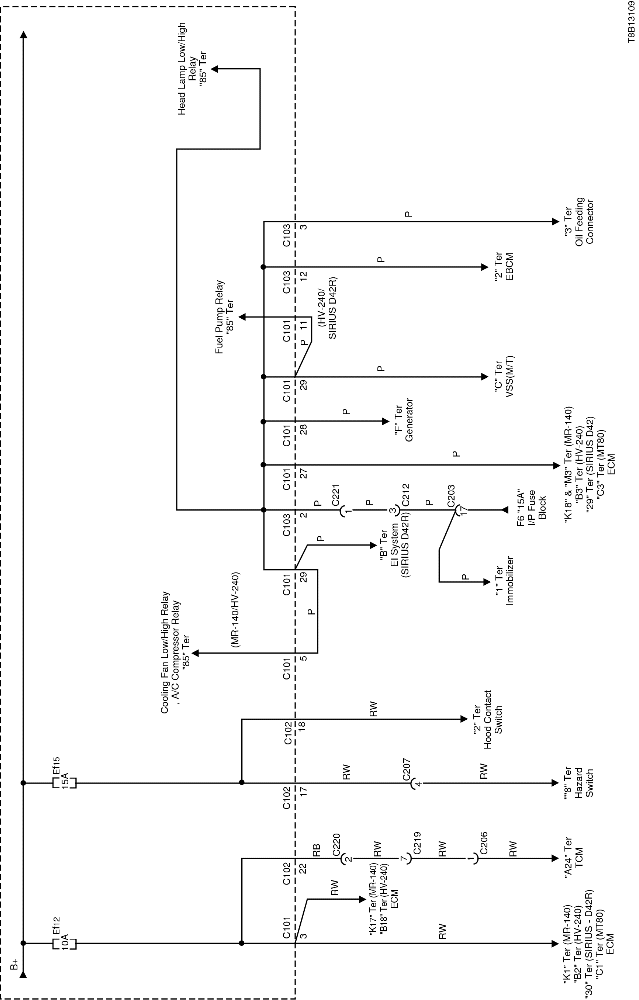 T8B13109
B+
Ef12
10A
Ef15
15A
Head Lamp Low/High
Relay
"85" Ter
Fuel Pump Relay
"85" Ter
Cooling Fan Low/High Relay
, A/C Compressor Relay
"85" Ter
(MR-140/HV-240)
C101
3
RW
"K17" Ter (MR-140)
"B18" Ter (HV-240)
ECM
RW
"K1" Ter (MR-140)
"B2" Ter (HV-240)
"30" Ter (SIRIUS - D42R)
"C1" Ter (MT80)
ECM
C102
22
RB
C220
2
RW
C219
7
RW
C206
1
RW
"A24" Ter
TCM
C102
17
RW
C207
4
RW
"8" Ter
Hazard
Switch
C102
18
RW
"2" Ter
Hood Contact
Switch
C101
5
P
C101
29
P
"B" Ter
EI System
(SIRIUS D42R)
C103
2
P
C221
1
P
C212
3
P
C203
17
F6 "15A"
I/P Fuse
Block
P
"1" Ter
Immobilizer
C101
27
P
"K18" & "M3" Ter (MR-140)
"B3" Ter (HV-240)
"29" Ter (SIRIUS D42)
"C3" Ter (MT80)
ECM
C101
28
P
"F" Ter
Generator
C101
29
P
"C" Ter
VSS(M/T)
C101
11
P
(HV-240/
SIRIUS D42R)
C103
12
P
"2" Ter
EBCM
C103
3
P
"3" Ter
Oil Feeding
Connector